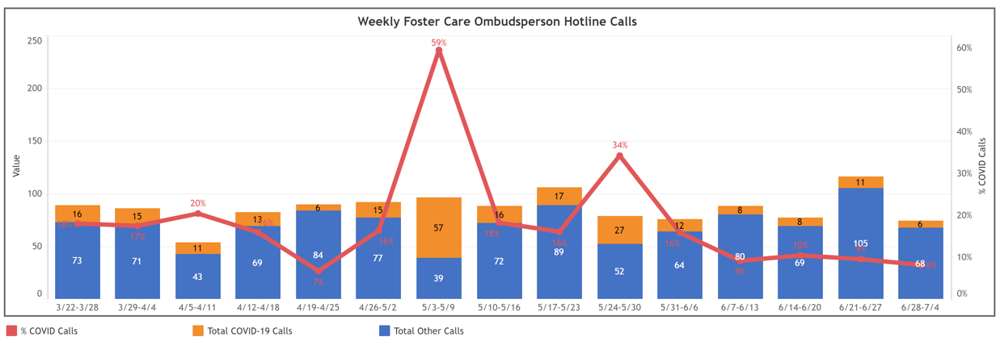 Weekly Foster Care Ombudsperson Hotline Calls
250
200
150
100
50
0
Value
60%
50%
40%
30%
20%
10%
0%
% COVID Calls
16 15 11 13 6 15 57 16 17 27 12 8 8 11 6
73 71 43 69 84 77 39 72 89 52 64 80 69 105 68
18% 17% 20% 16% 7% 16% 59% 18% 16% 34% 16% 9% 10% 9% 8%
3/22-3/28 3/29-4/4 4/5-4/11 4/12-4/18 4/19-4/25 4/26-5/2 5/3-5/9 5/10-5/16 5/17-5/23 5/24-5/30 5/31-6/6 6/7-6/13 6/14-6/20 6/21-6/27 6/28-7/4
% COVID Calls Total COVID-19 Calls Total Other Calls